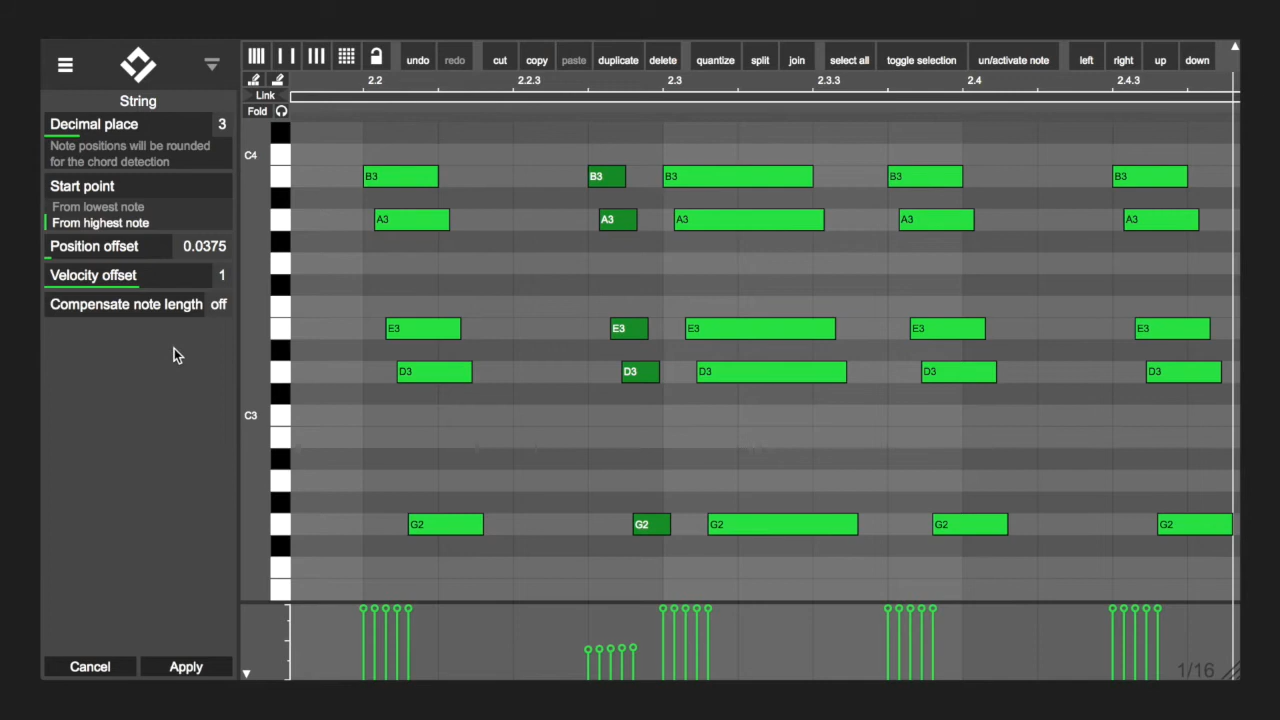 String
Decimal place 3
Note positions will be rounded
for the chord detection
Start point
From lowest note
From highest note
Position offset 0.0375
Velocity offset 1
Compensate note length off
Cancel Apply
undo redo cut copy paste duplicate delete quantize split join select all toggle selection un/activate note left right up down
2.2 2.2.3 2.3 2.3.3 2.4 2.4.3
Link
Fold
C4
B3 B3 B3 B3 B3
A3 A3 A3 A3 A3
E3 E3 E3 E3 E3
D3 D3 D3 D3 D3
C3
G2 G2 G2 G2 G2
1/16